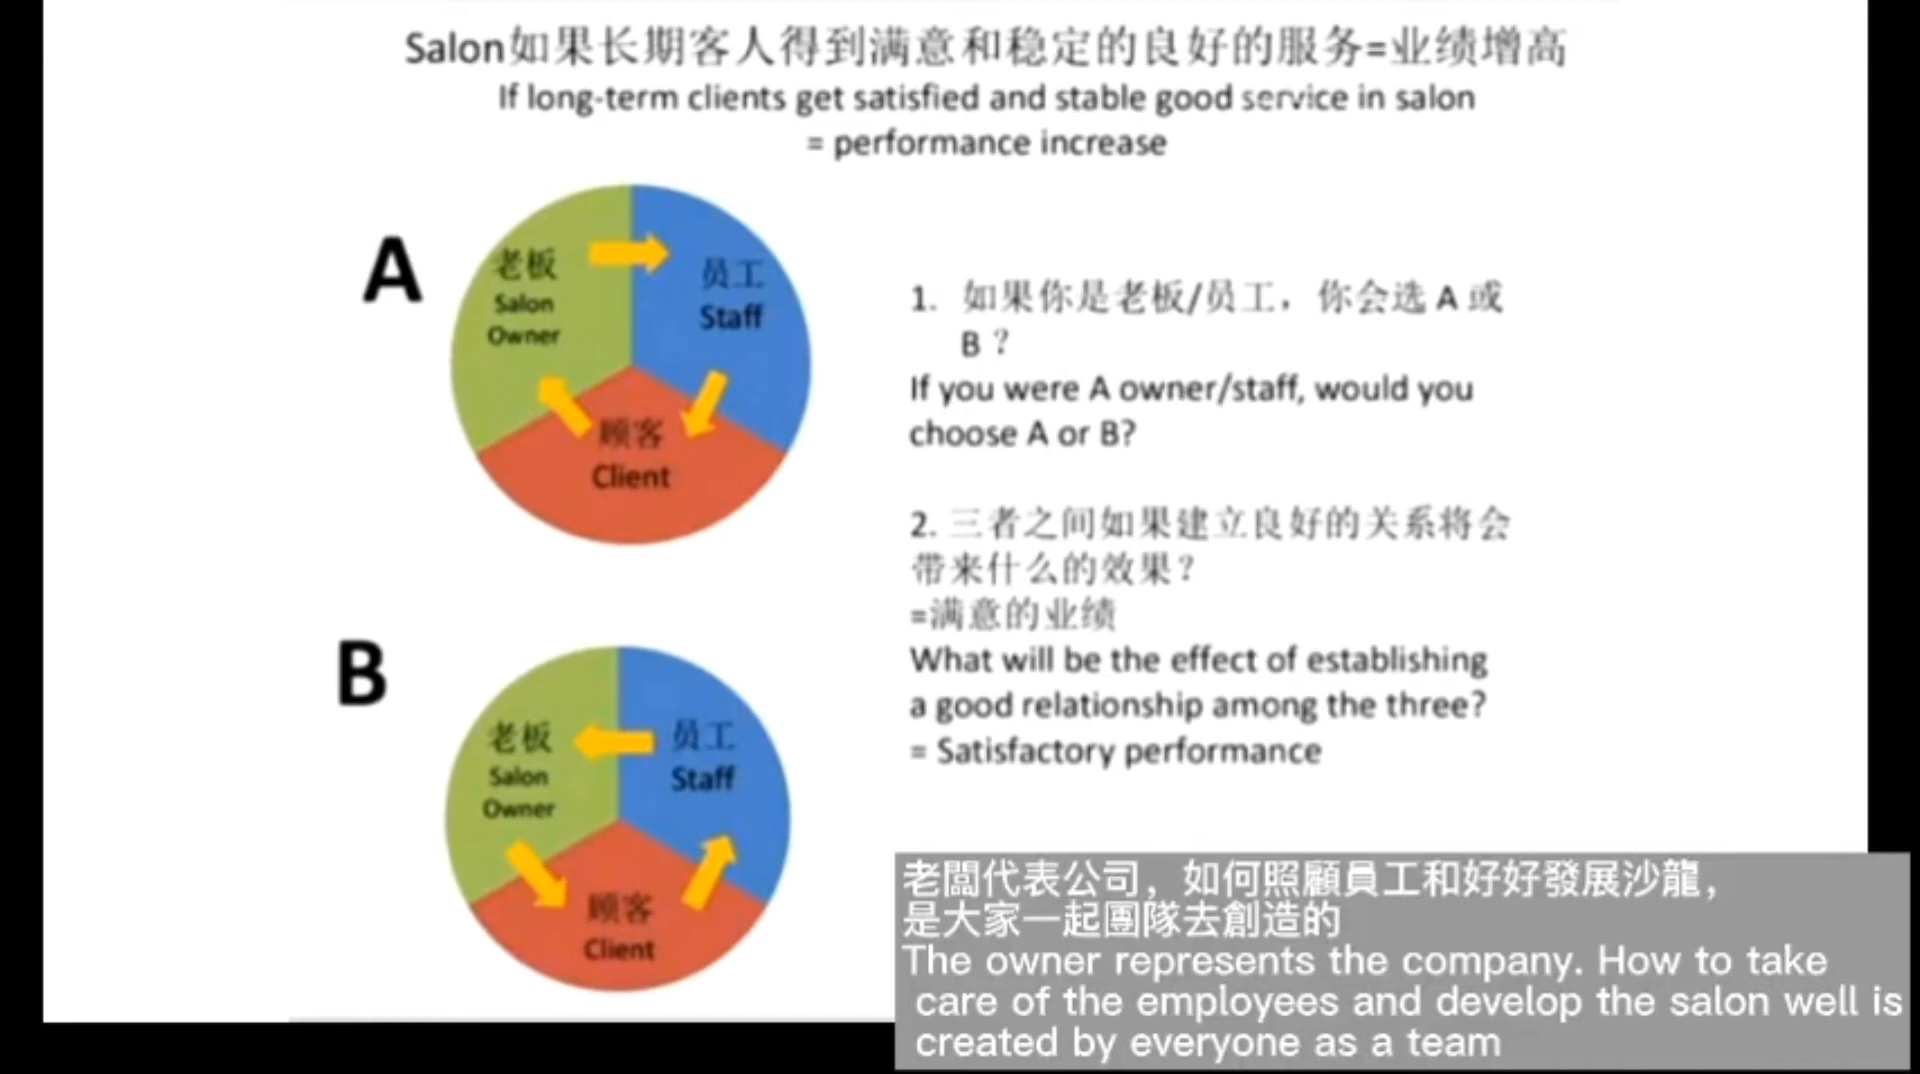 Salon如果长期客人得到满意和稳定的良好的服务=业绩增高
If long-term clients get satisfied and stable good service in salon
= performance increase
A
老板
Salon
Owner
员工
Staff
顾客
Client
1. 如果你是老板/员工，你会选 A 或
B ？
If you were A owner/staff, would you
choose A or B?
2. 三者之间如果建立良好的关系将会
带来什么的效果？
=满意的业绩
What will be the effect of establishing
a good relationship among the three?
= Satisfactory performance
B
老板
Salon
Owner
员工
Staff
顾客
Client
老闆代表公司，如何照顧員工和好好發展沙龍，
是大家一起團隊去創造的
The owner represents the company. How to take
care of the employees and develop the salon well is
created by everyone as a team